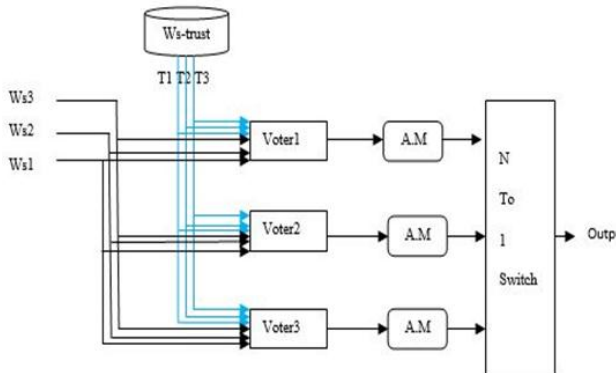 Ws-trust
T1 T2 T3
Ws3
Ws2
Ws1
Voter1
A.M
Voter2
A.M
Voter3
A.M
N
To
1
Switch
Outp